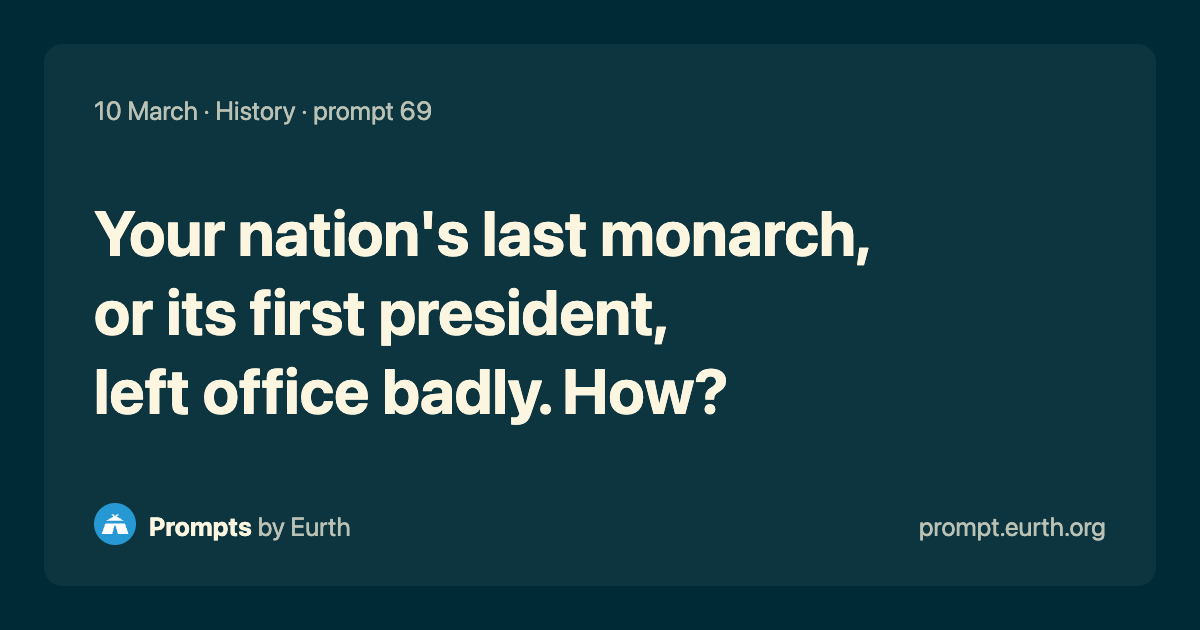 10 March · History · prompt 69
Your nation's last monarch,
or its first president,
left office badly. How?
Prompts by Eurth
prompt.eurth.org